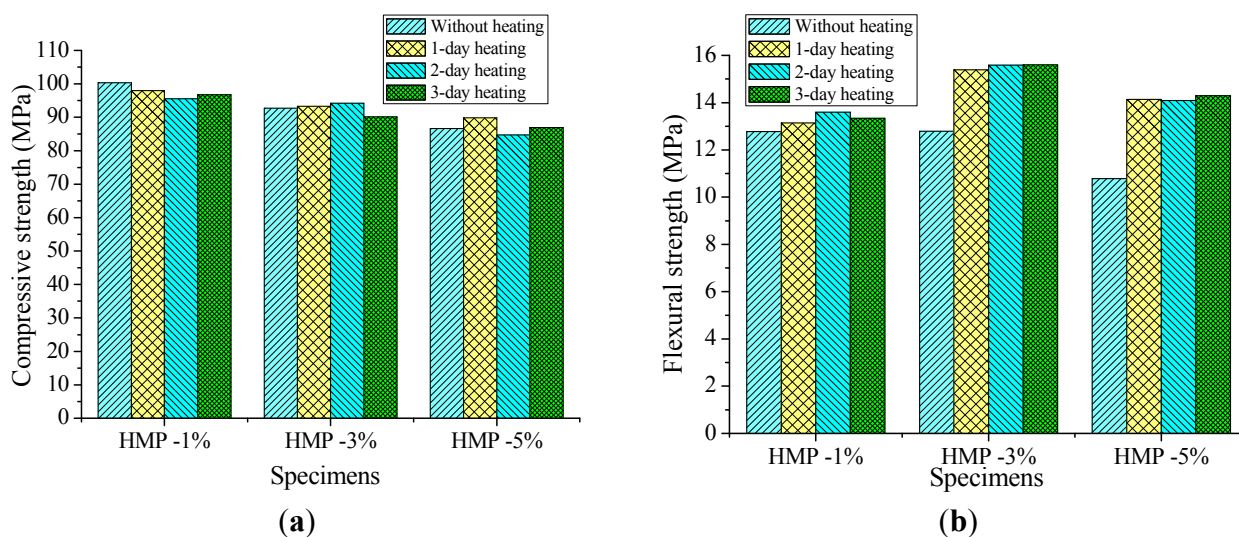 Without heating
1-day heating
2-day heating
3-day heating
110
100
90
80
70
60
50
40
30
20
10
0
Compressive strength (MPa)
HMP -1%
HMP -3%
HMP -5%
Specimens
(a)
Without heating
1-day heating
2-day heating
3-day heating
16
14
12
10
8
6
4
2
0
Flexural strength (MPa)
HMP -1%
HMP -3%
HMP -5%
Specimens
(b)